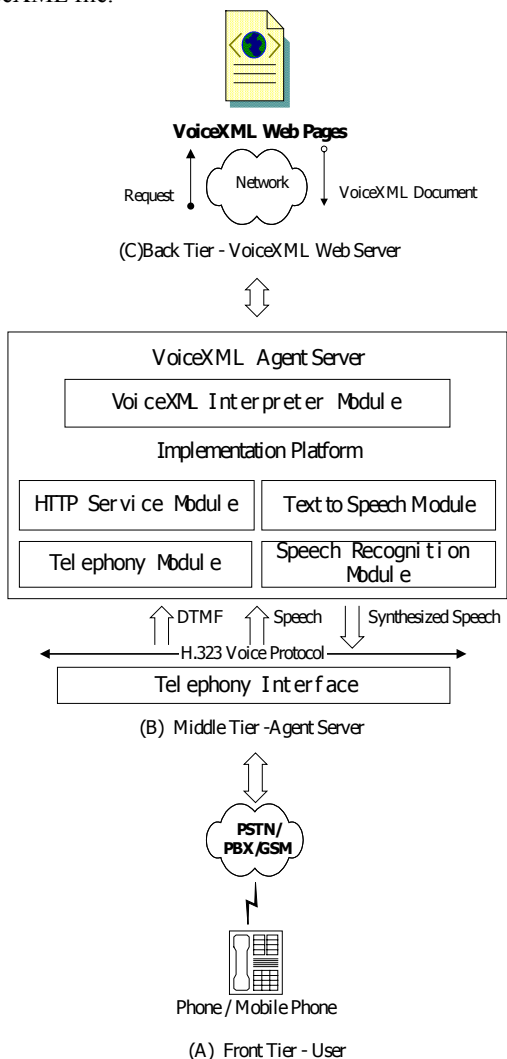 VoiceXML Web Pages
Network
Request
VoiceXML Document
(C)Back Tier - VoiceXML Web Server
VoiceXML Agent Server
VoiceXML Interpreter Module
Implementation Platform
HTTP Service Module
Text to Speech Module
Telephony Module
Speech Recognition
Module
DTMF
Speech
Synthesized Speech
H.323 Voice Protocol
Telephony Interface
(B) Middle Tier -Agent Server
PSTN/
PBX/GSM
Phone / Mobile Phone
(A) Front Tier - User